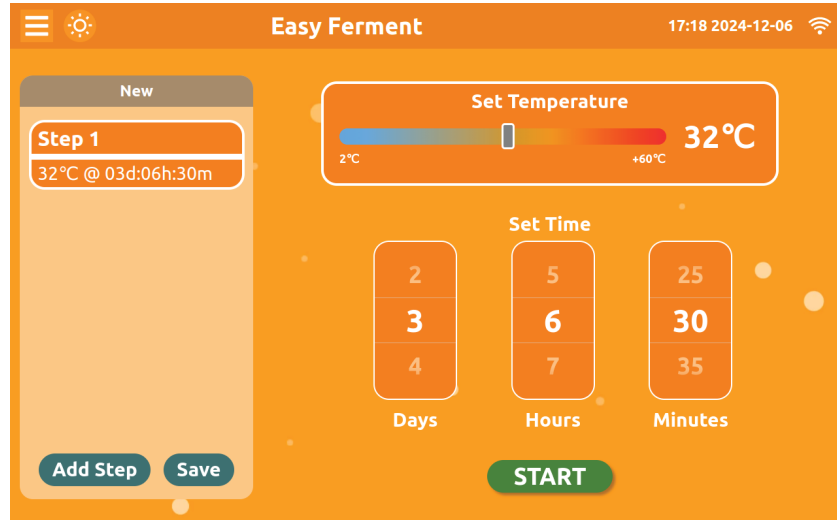 Easy Ferment
17:18 2024-12-06
New
Step 1
32°C @ 03d:06h:30m
Add Step
Save
Set Temperature
32°C
2°C
+60°C
Set Time
2
3
4
Days
5
6
7
Hours
25
30
35
Minutes
START